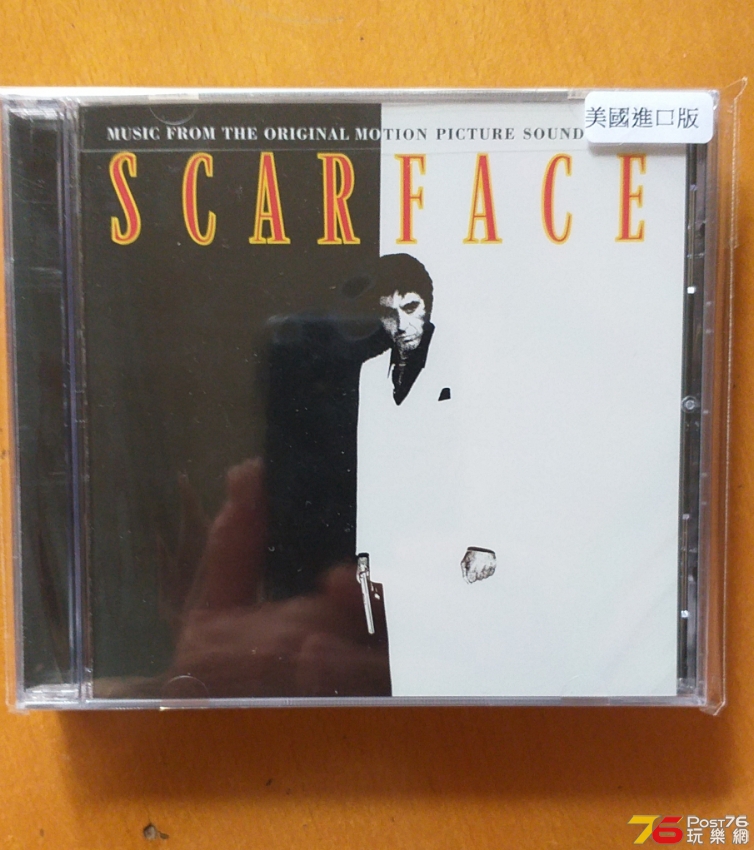 美國進口版
MUSIC FROM THE ORIGINAL MOTION PICTURE SOUND
SCARFACE
76 Post76
玩樂網